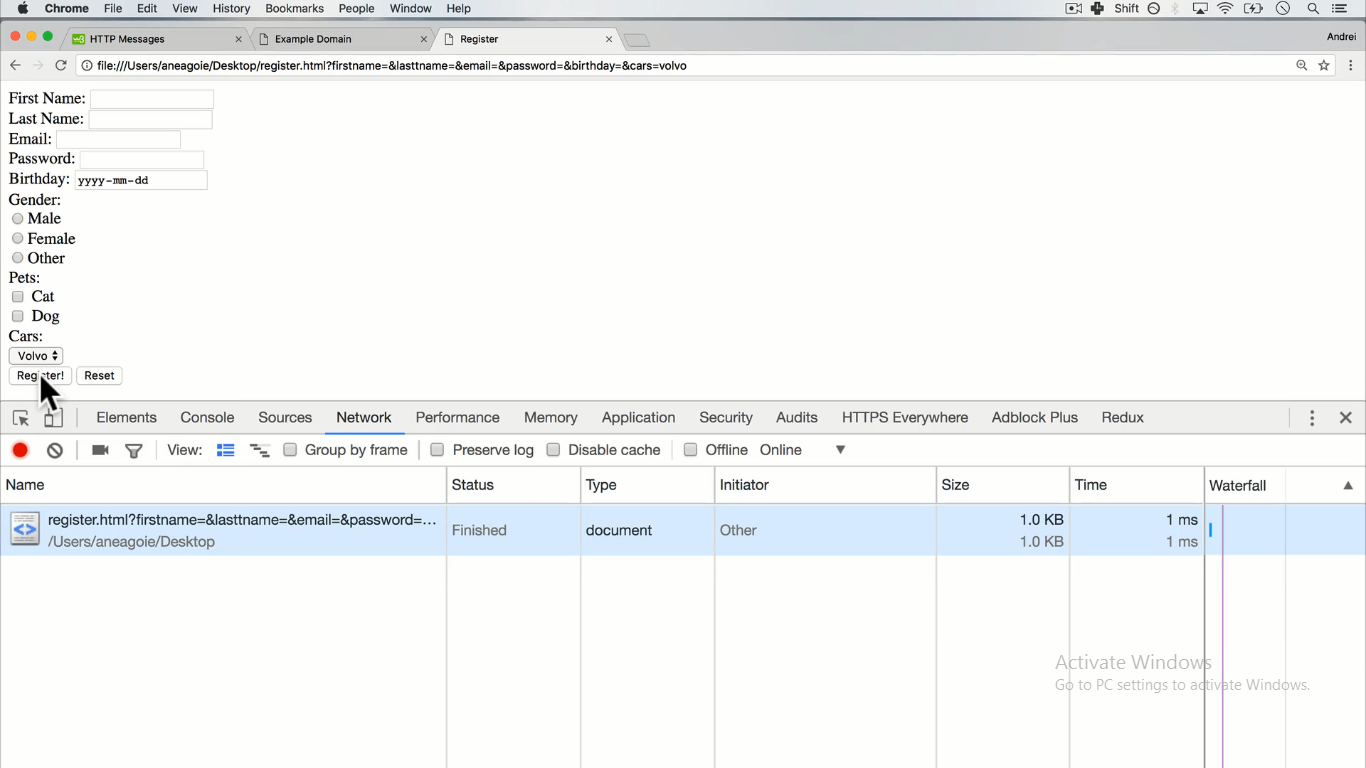 Chrome File Edit View History Bookmarks People Window Help Shift
HTTP Messages Example Domain Register Andrei
file:///Users/aneagoie/Desktop/register.html?firstname=&lasttname=&email=&password=&birthday=&cars=volvo
First Name:
Last Name:
Email:
Password:
Birthday: yyyy-mm-dd
Gender:
Male
Female
Other
Pets:
Cat
Dog
Cars:
Volvo
Register! Reset
Elements Console Sources Network Performance Memory Application Security Audits HTTPS Everywhere Adblock Plus Redux
View: Group by frame Preserve log Disable cache Offline Online
Name Status Type Initiator Size Time Waterfall
register.html?firstname=&lasttname=&email=&password=... Finished document Other 1.0 KB 1 ms
/Users/aneagoie/Desktop 1.0 KB 1 ms
Activate Windows
Go to PC settings to activate Windows.